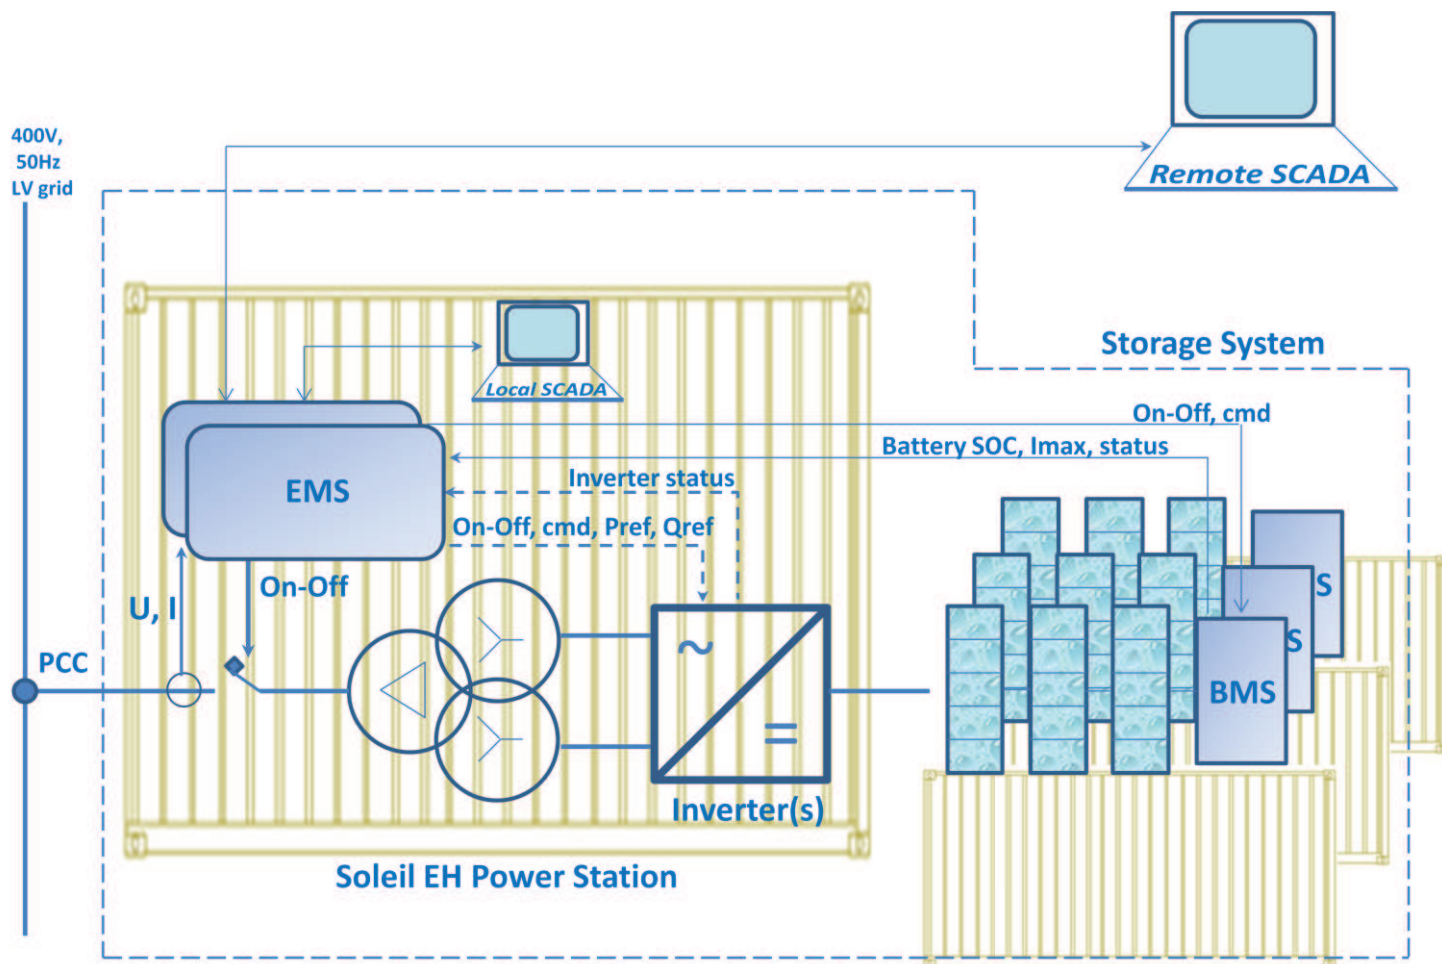 400V,
50Hz
LV grid
Remote SCADA
Storage System
Local SCADA
On-Off, cmd
Battery SOC, Imax, status
Inverter status
EMS
On-Off, cmd, Pref, Qref
On-Off
U, I
PCC
S
S
BMS
~
=
Inverter(s)
Soleil EH Power Station